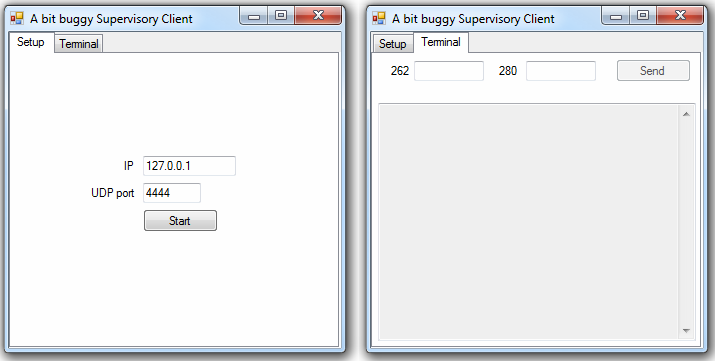 A bit buggy Supervisory Client
Setup Terminal
IP 127.0.0.1
UDP port 4444
Start
A bit buggy Supervisory Client
Setup Terminal
262 280 Send